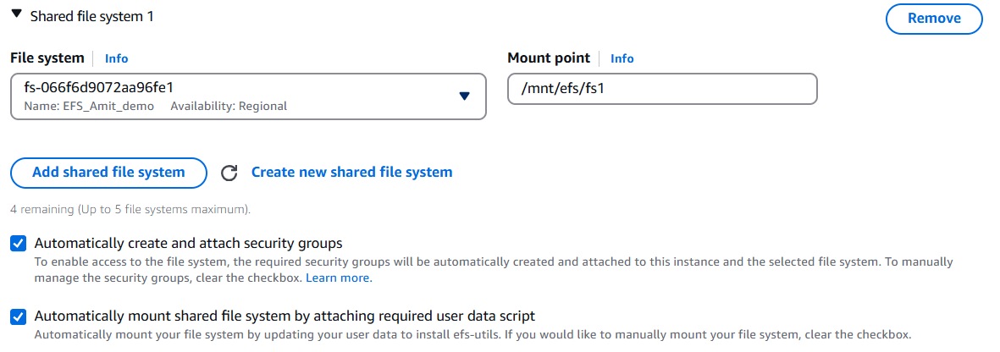 Shared file system 1
Remove
File system Info
Mount point Info
fs-066f6d9072aa96fe1
Name: EFS_Amit_demo Availability: Regional
/mnt/efs/fs1
Add shared file system
Create new shared file system
4 remaining (Up to 5 file systems maximum).
Automatically create and attach security groups
To enable access to the file system, the required security groups will be automatically created and attached to this instance and the selected file system. To manually
manage the security groups, clear the checkbox. Learn more.
Automatically mount shared file system by attaching required user data script
Automatically mount your file system by updating your user data to install efs-utils. If you would like to manually mount your file system, clear the checkbox.